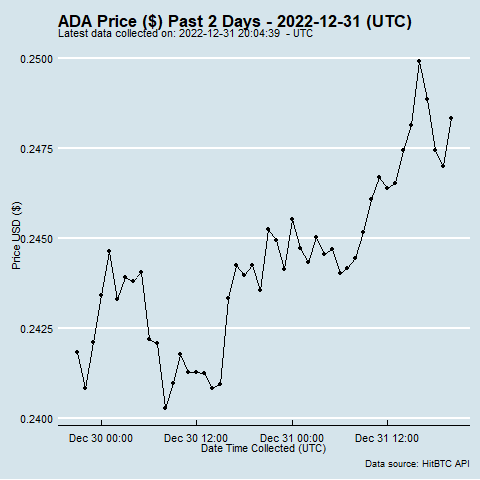 ADA Price ($) Past 2 Days - 2022-12-31 (UTC)
Latest data collected on: 2022-12-31 20:04:39 - UTC
0.2500
0.2475
0.2450
0.2425
0.2400
Price USD ($)
Dec 30 00:00 Dec 30 12:00 Dec 31 00:00 Dec 31 12:00
Date Time Collected (UTC)
Data source: HitBTC API